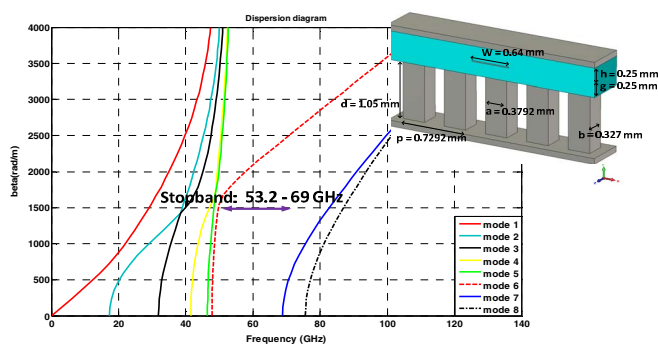 Dispersion diagram
4000
3500
3000
2500
2000
1500
1000
500
0
beta(rad/m)
0
20
40
60
80
100
120
140
Frequency (GHz)
Stopband: 53.2 - 69 GHz
W = 0.64 mm
h = 0.25 mm
g = 0.25 mm
d = 1.05 mm
a = 0.3792 mm
b = 0.327 mm
p = 0.7292 mm
mode 1
mode 2
mode 3
mode 4
mode 5
mode 6
mode 7
mode 8